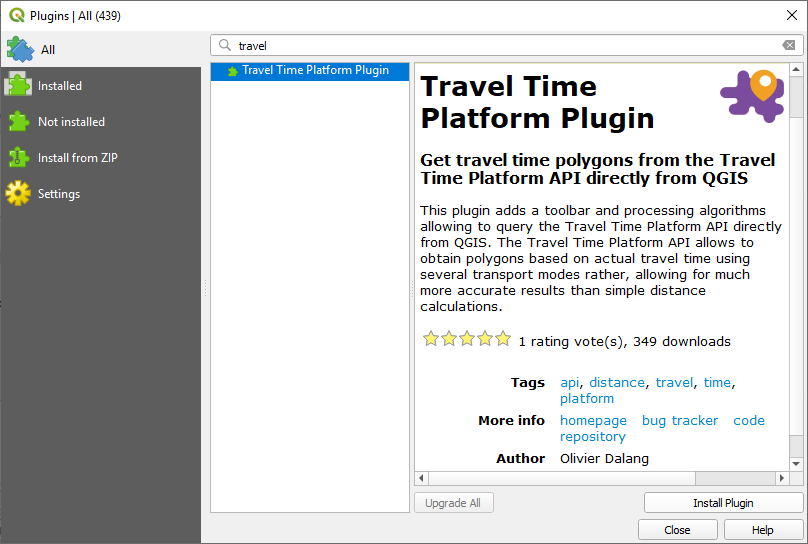 Plugins | All (439)
All
Installed
Not installed
Install from ZIP
Settings
travel
Travel Time Platform Plugin
Travel Time
Platform Plugin
Get travel time polygons from the Travel
Time Platform API directly from QGIS
This plugin adds a toolbar and processing algorithms
allowing to query the Travel Time Platform API directly
from QGIS. The Travel Time Platform API allows to
obtain polygons based on actual travel time using
several transport modes rather, allowing for much
more accurate results than simple distance
calculations.
1 rating vote(s), 349 downloads
Tags api, distance, travel, time,
platform
More info homepage bug tracker code
repository
Author Olivier Dalang
Upgrade All Install Plugin
Close Help